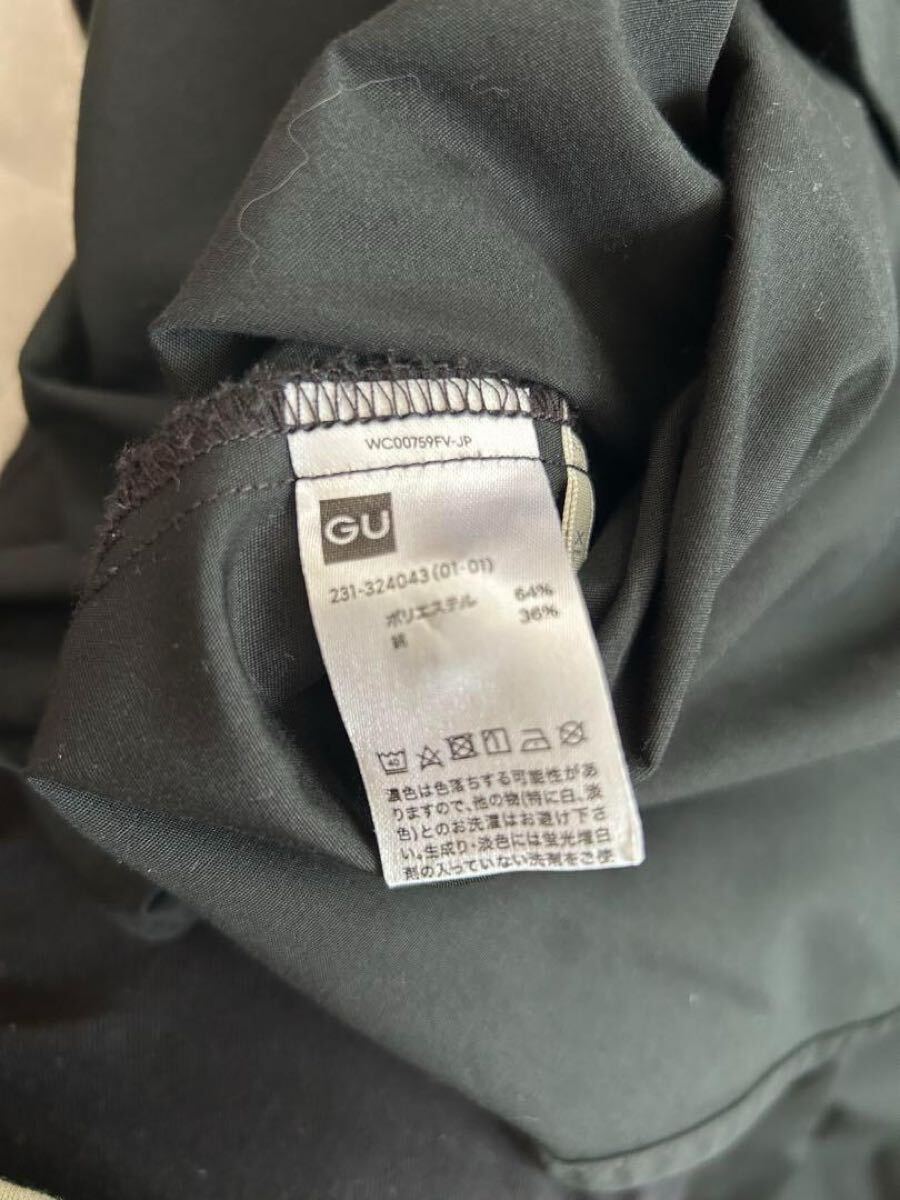 WC00759FV-JP
GU
231-324043 (01-01)
ポリエステル 64%
綿 36%
40
濃色は色落ちする可能性があ
りますので、他の物(特に白、淡
色)とのお洗濯はお避け下さ
い。生成り・淡色には蛍光増白
剤の入っていない洗剤をご使
X